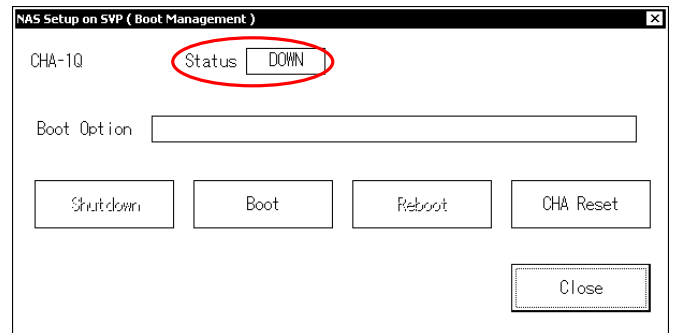 NAS Setup on SVP ( Boot Management )
CHA-1Q Status DOWN
Boot Option
Shutdown Boot Reboot CHA Reset
Close